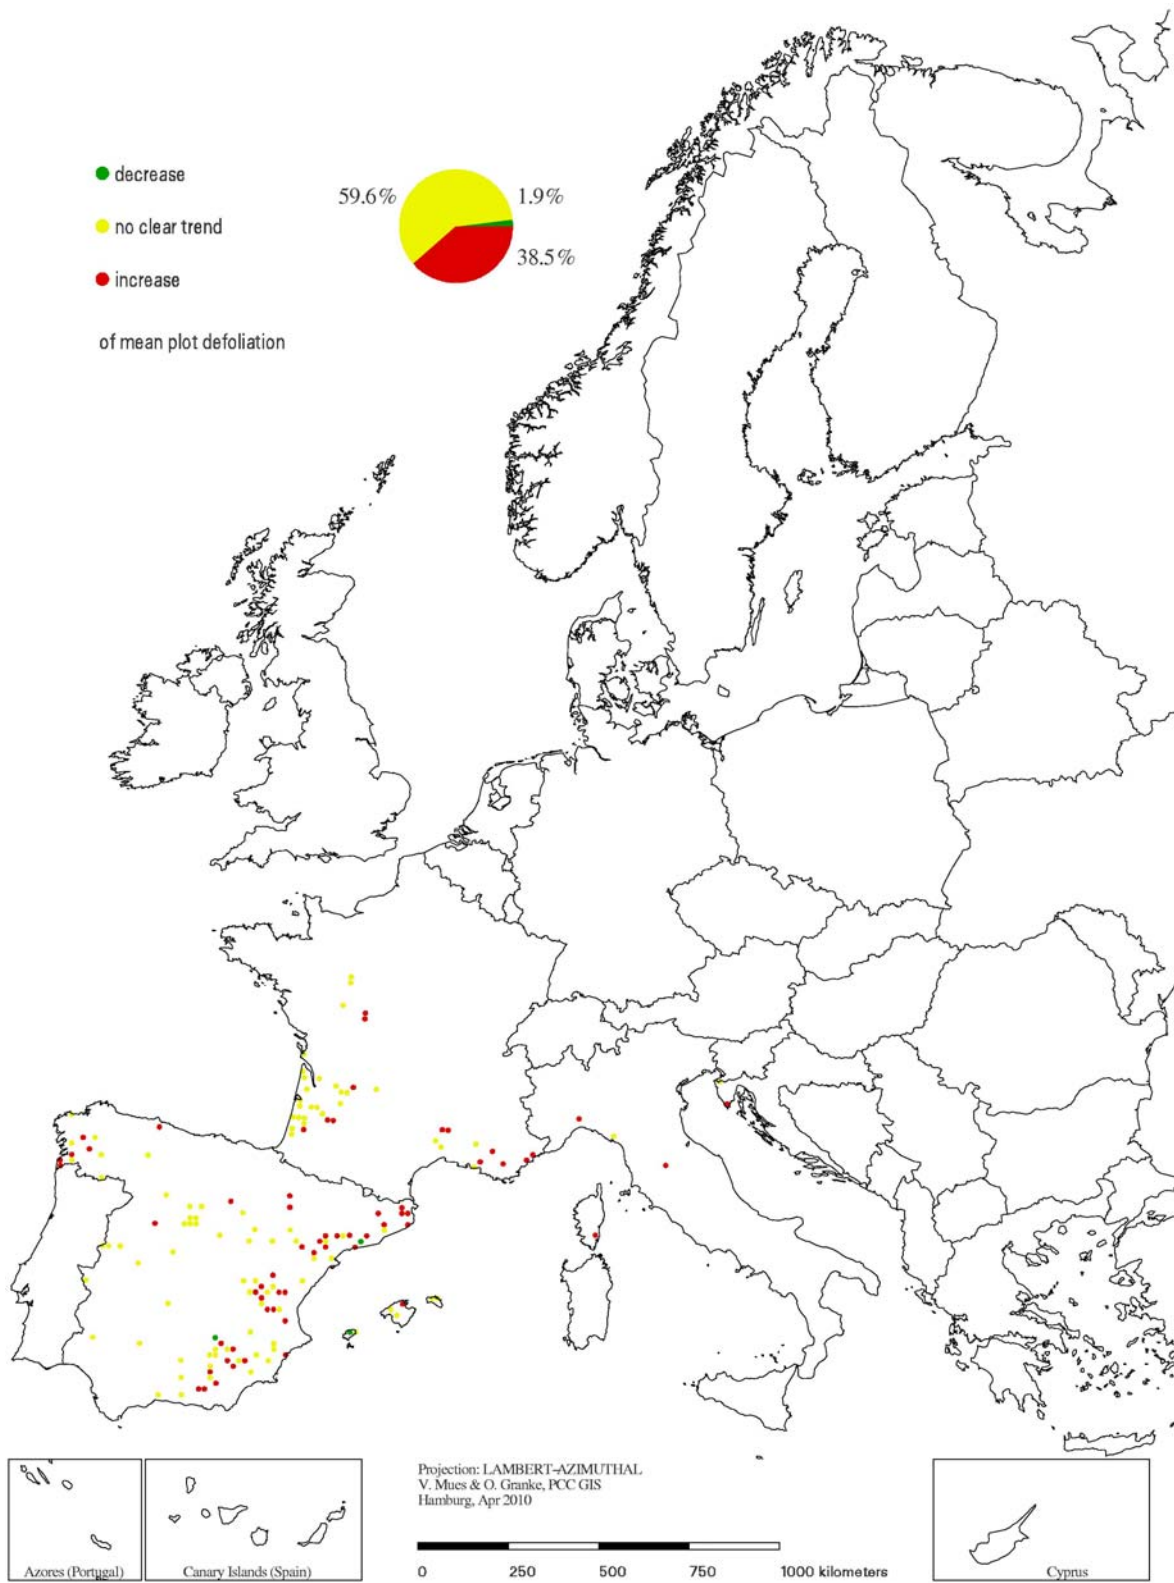 decrease
59.6%
1.9%
no clear trend
38.5%
increase
of mean plot defoliation
Projection: LAMBERT-AZIMUTHAL
V. Mues & O. Granke, PCC GIS
Hamburg, Apr 2010
Azores (Portugal)
Canary Islands (Spain)
0 250 500 750 1000 kilometers
Cyprus